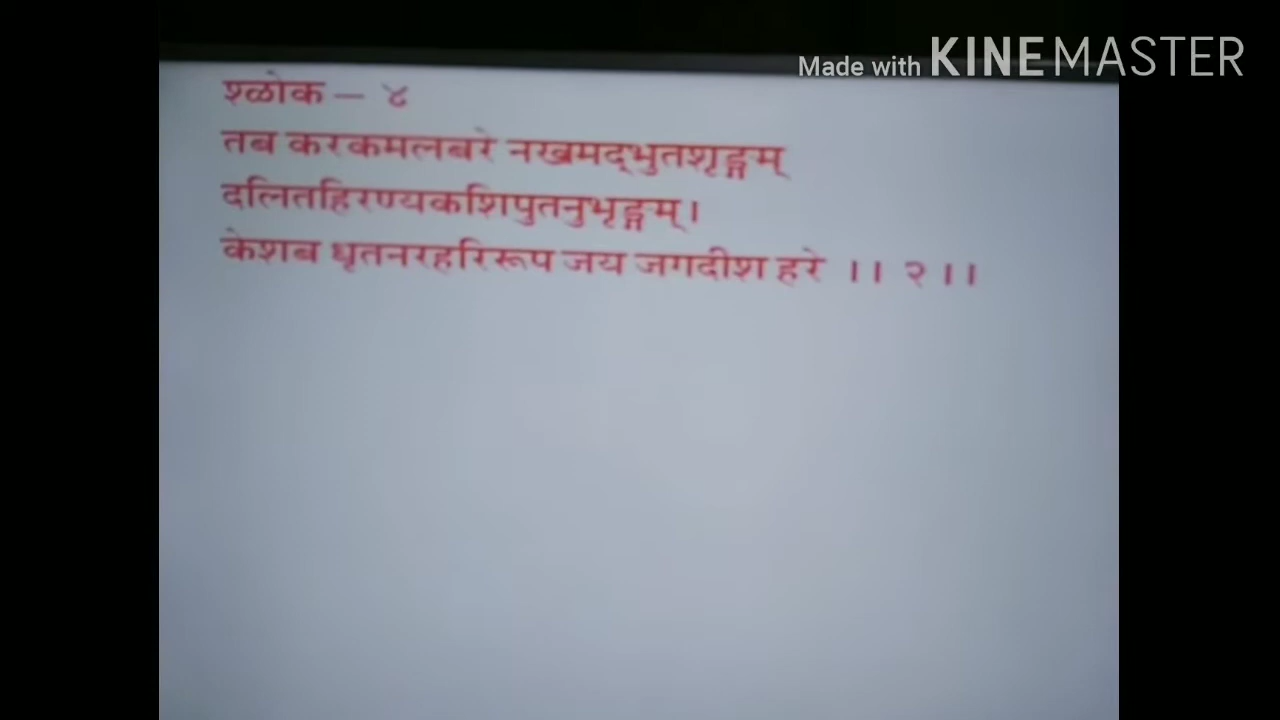 Made with KINEMASTER
श्ळोक – ४
तब करकमलबरे नखमद्भुतशृङ्गम्
दलितहिरण्यकशिपुतनुभृङ्गम्।
केशब धृतनरहरिरूप जय जगदीश हरे ।। २ ।।